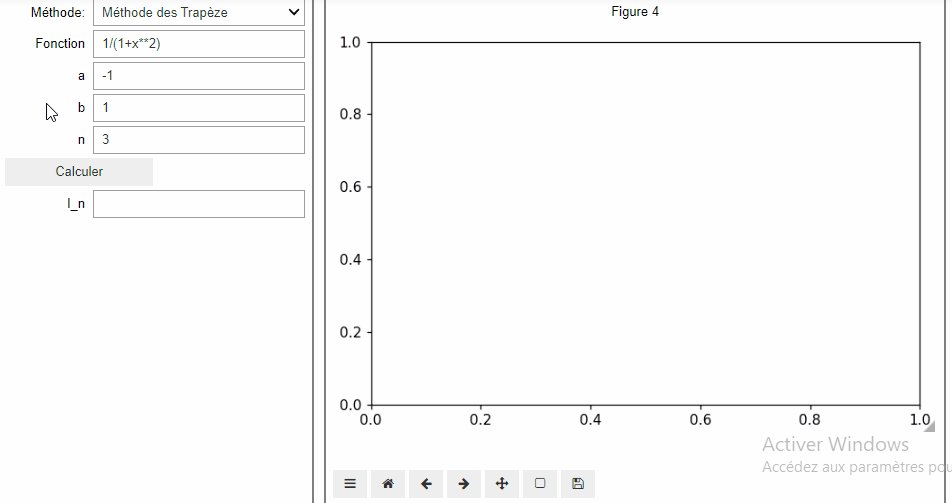 Méthode: Méthode des Trapèze
Fonction 1/(1+x**2)
a -1
b 1
n 3
Calculer
I_n
Figure 4
1.0
0.8
0.6
0.4
0.2
0.0
0.0 0.2 0.4 0.6 0.8 1.0
Activer Windows
Accédez aux paramètres pou